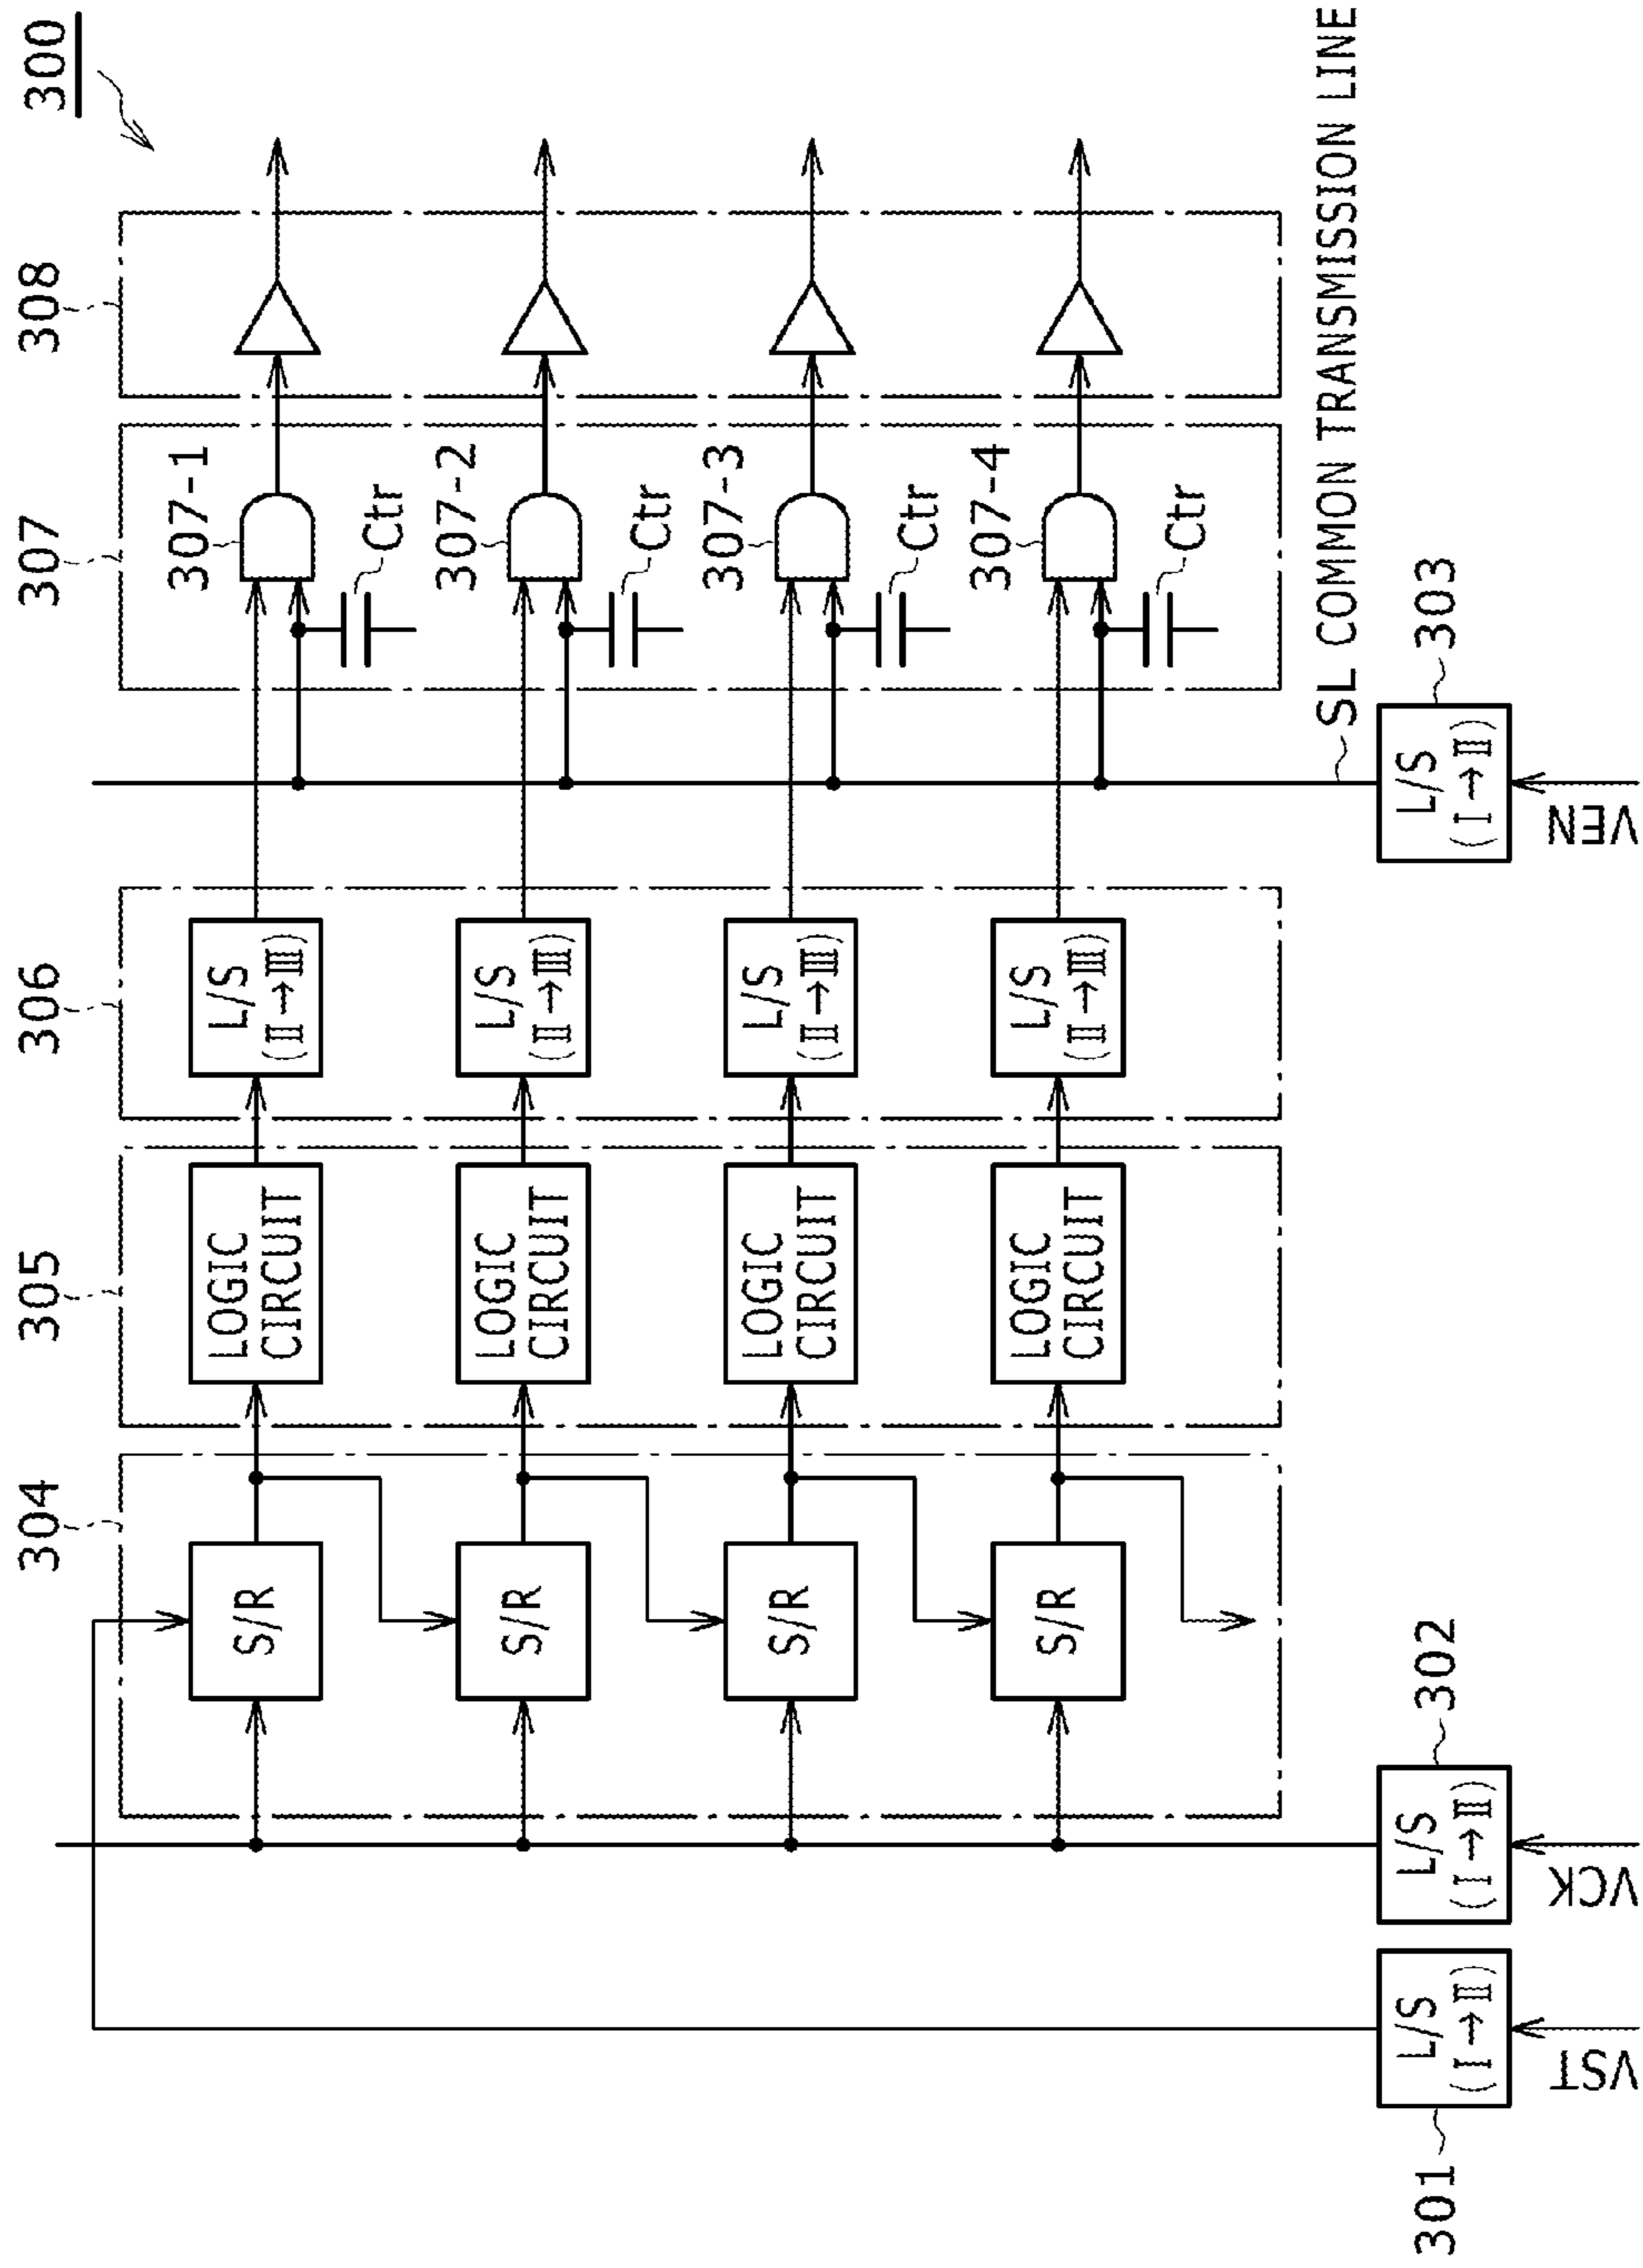 300
304
305
306
307
308
307-1
S/R
LOGIC
CIRCUIT
L/S
(II→III)
Ctr
307-2
S/R
LOGIC
CIRCUIT
L/S
(II→III)
Ctr
307-3
S/R
LOGIC
CIRCUIT
L/S
(II→III)
Ctr
307-4
S/R
LOGIC
CIRCUIT
L/S
(II→III)
Ctr
SL COMMON TRANSMISSION LINE
301
L/S
(I→II)
302
L/S
(I→II)
303
L/S
(I→II)
VST
VCK
VEN